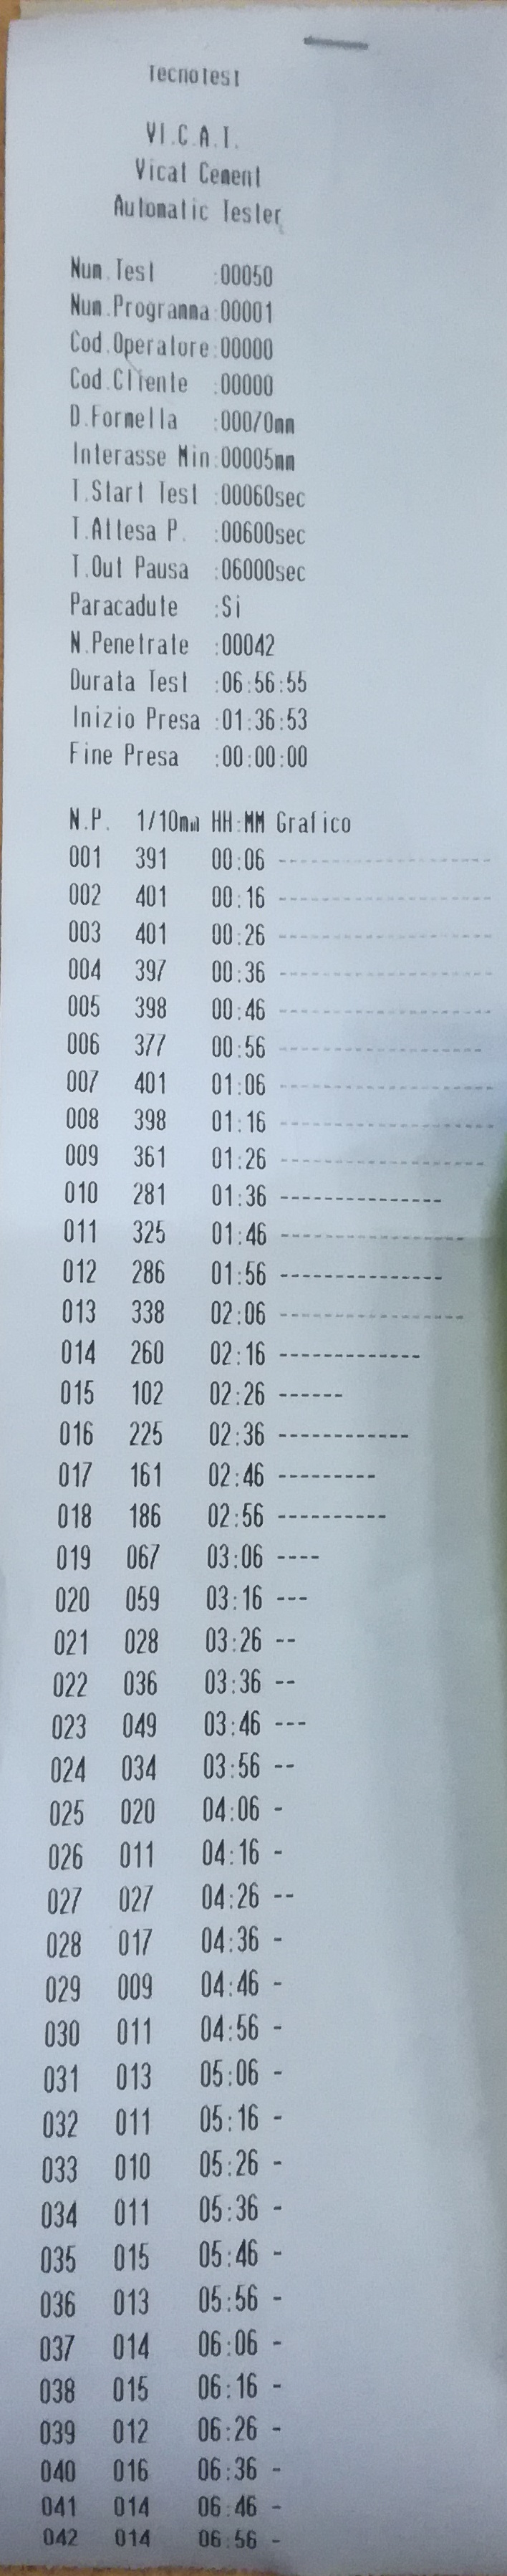 Tecnotest
VI.C.A.T.
Vicat Cement
Automatic Tester
Num.Test :00050
Num.Programma:00001
Cod.Operatore:00000
Cod.Cliente :00000
D.Formella :00070mm
Interasse Min:00005mm
T.Start Test :00060sec
T.Attesa P. :00600sec
T.Out Pausa :06000sec
Paracadute :Si
N.Penetrate :00042
Durata Test :06:56:55
Inizio Presa :01:36:53
Fine Presa :00:00:00
N.P. 1/10mm HH:MM Grafico
001 391 00:06 --------------------
002 401 00:16 --------------------
003 401 00:26 --------------------
004 397 00:36 --------------------
005 398 00:46 --------------------
006 377 00:56 -------------------
007 401 01:06 --------------------
008 398 01:16 --------------------
009 361 01:26 -------------------
010 281 01:36 ---------------
011 325 01:46 -----------------
012 286 01:56 ---------------
013 338 02:06 -----------------
014 260 02:16 -------------
015 102 02:26 ------
016 225 02:36 ------------
017 161 02:46 ---------
018 186 02:56 ----------
019 067 03:06 ----
020 059 03:16 ---
021 028 03:26 --
022 036 03:36 --
023 049 03:46 ---
024 034 03:56 --
025 020 04:06 -
026 011 04:16 -
027 027 04:26 --
028 017 04:36 -
029 009 04:46 -
030 011 04:56 -
031 013 05:06 -
032 011 05:16 -
033 010 05:26 -
034 011 05:36 -
035 015 05:46 -
036 013 05:56 -
037 014 06:06 -
038 015 06:16 -
039 012 06:26 -
040 016 06:36 -
041 014 06:46 -
042 014 06:56 -